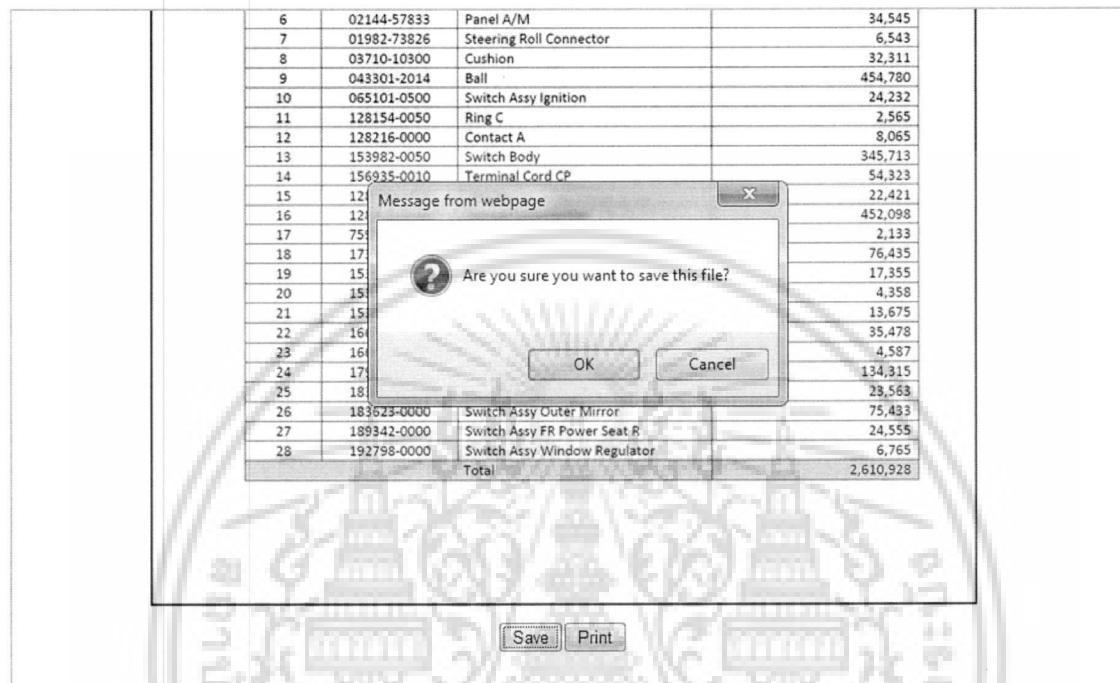 6 02144-57833 Panel A/M 34,545
7 01982-73826 Steering Roll Connector 6,543
8 03710-10300 Cushion 32,311
9 043301-2014 Ball 454,780
10 065101-0500 Switch Assy Ignition 24,232
11 128154-0050 Ring C 2,565
12 128216-0000 Contact A 8,065
13 153982-0050 Switch Body 345,713
14 156935-0010 Terminal Cord CP 54,323
15 22,421
16 452,098
17 2,133
18 76,435
19 17,355
20 4,358
21 13,675
22 35,478
23 4,587
24 134,315
25 23,563
26 183623-0000 Switch Assy Outer Mirror 75,433
27 189342-0000 Switch Assy FR Power Seat R 24,555
28 192798-0000 Switch Assy Window Regulator 6,765
Total 2,610,928
Message from webpage
Are you sure you want to save this file?
OK Cancel
Save Print